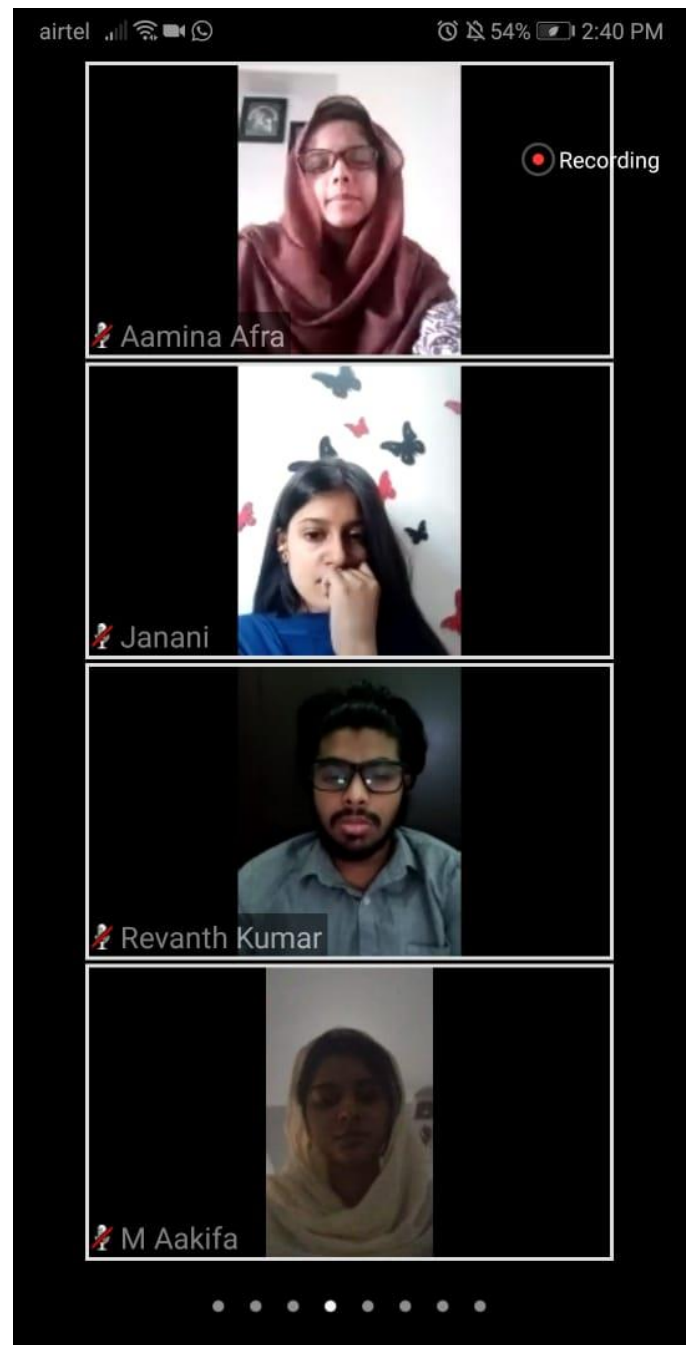 airtel 54% 2:40 PM
Recording
Aamina Afra
Janani
Revanth Kumar
M Aakifa